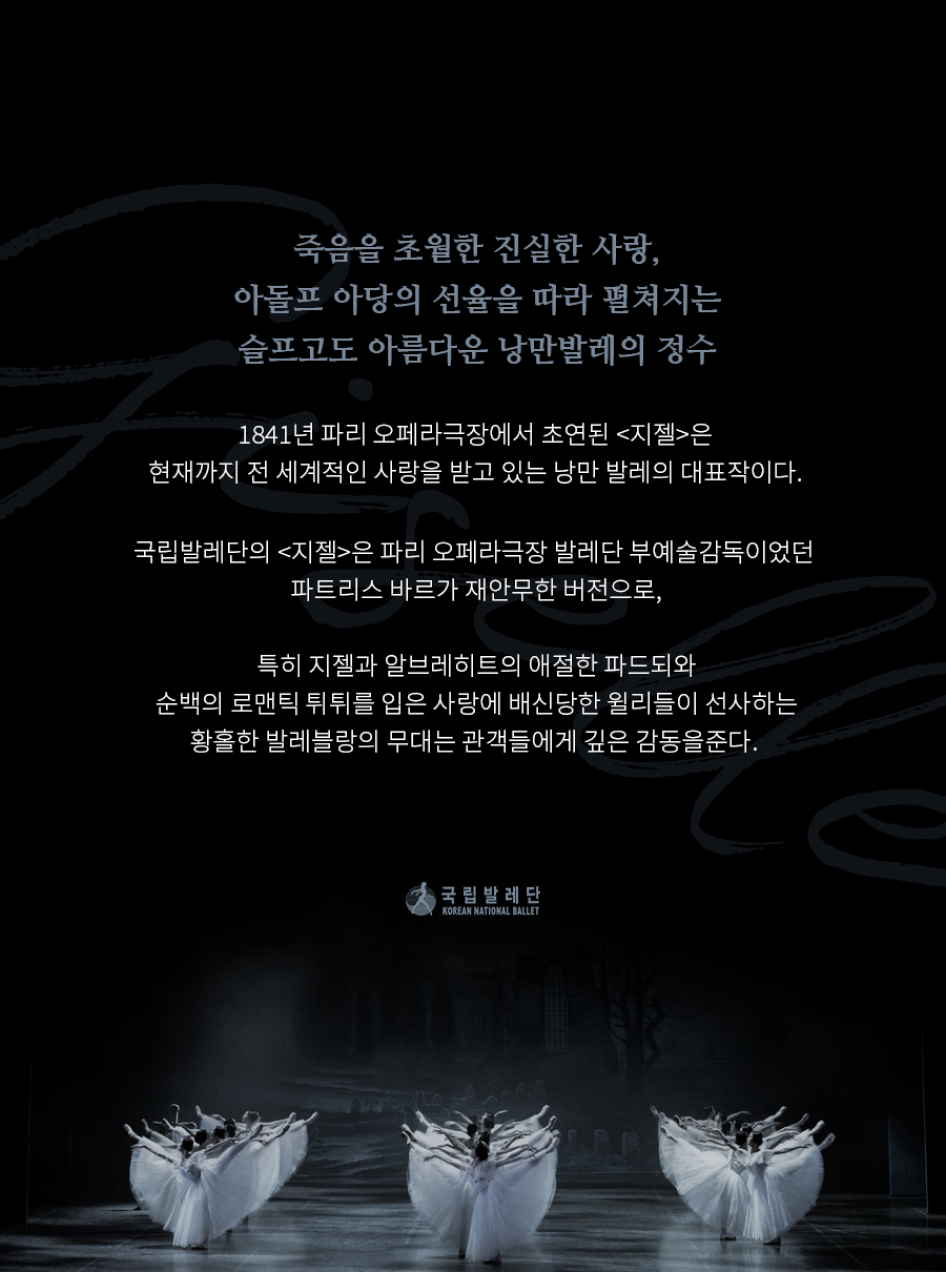 죽음을 초월한 진실한 사랑,
아돌프 아당의 선율을 따라 펼쳐지는
슬프고도 아름다운 낭만발레의 정수
1841년 파리 오페라극장에서 초연된 <지젤>은
현재까지 전 세계적인 사랑을 받고 있는 낭만 발레의 대표작이다.
국립발레단의 <지젤>은 파리 오페라극장 발레단 부예술감독이었던
파트리스 바르가 재안무한 버전으로,
특히 지젤과 알브레히트의 애절한 파드되와
순백의 로맨틱 튀튀를 입은 사랑에 배신당한 윌리들이 선사하는
황홀한 발레블랑의 무대는 관객들에게 깊은 감동을준다.
국립발레단
KOREAN NATIONAL BALLET
Giselle